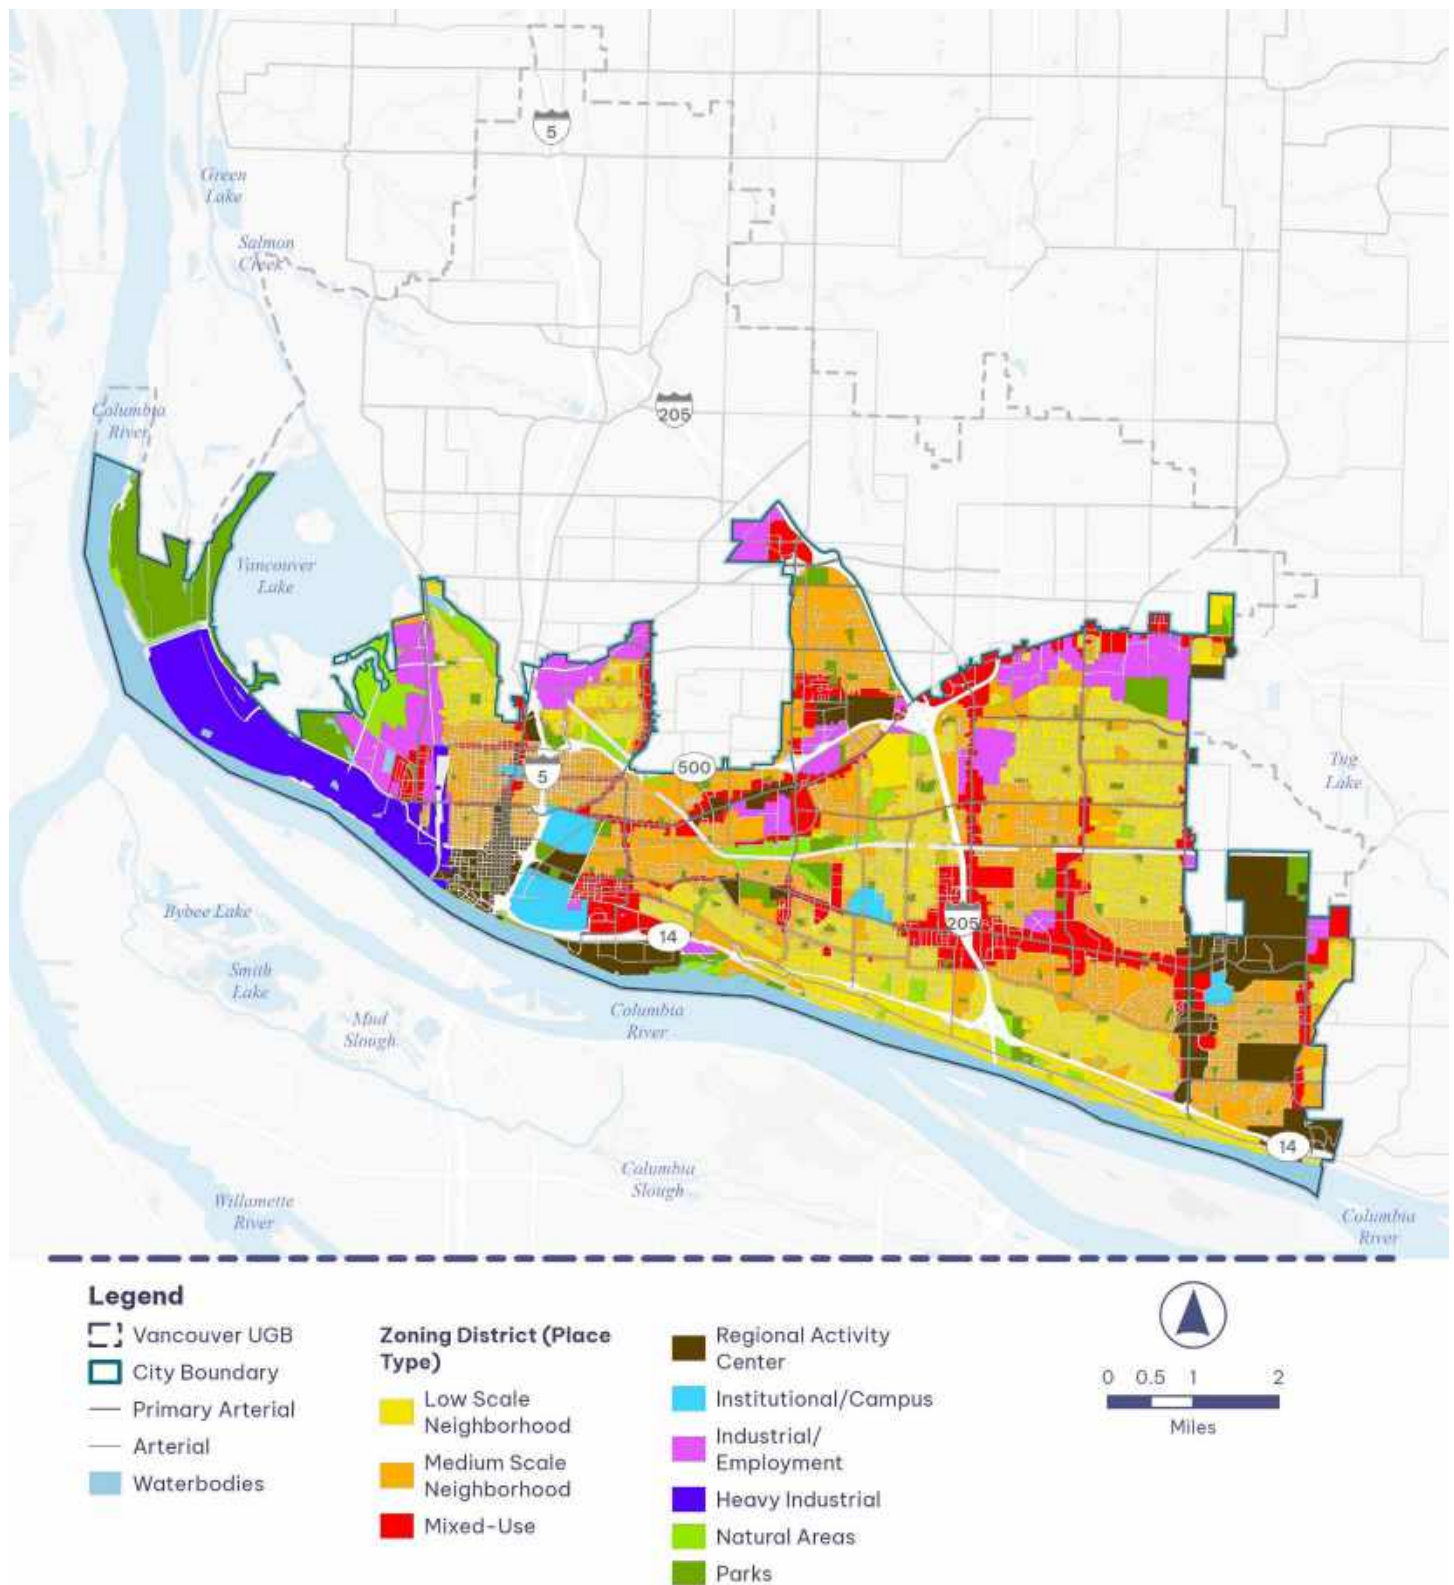 5
Green
Lake
Salmon
Creek
205
Columbia
River
Vancouver
Lake
500
5
Tug
Lake
Bybee Lake
205
14
Smith
Lake
Mud
Slough
Columbia
River
14
Columbia
Slough
Willamette
River
Columbia
River
Legend
Vancouver UGB
City Boundary
Primary Arterial
Arterial
Waterbodies
Zoning District (Place
Type)
Low Scale
Neighborhood
Medium Scale
Neighborhood
Mixed-Use
Regional Activity
Center
Institutional/Campus
Industrial/
Employment
Heavy Industrial
Natural Areas
Parks
0 0.5 1 2
Miles